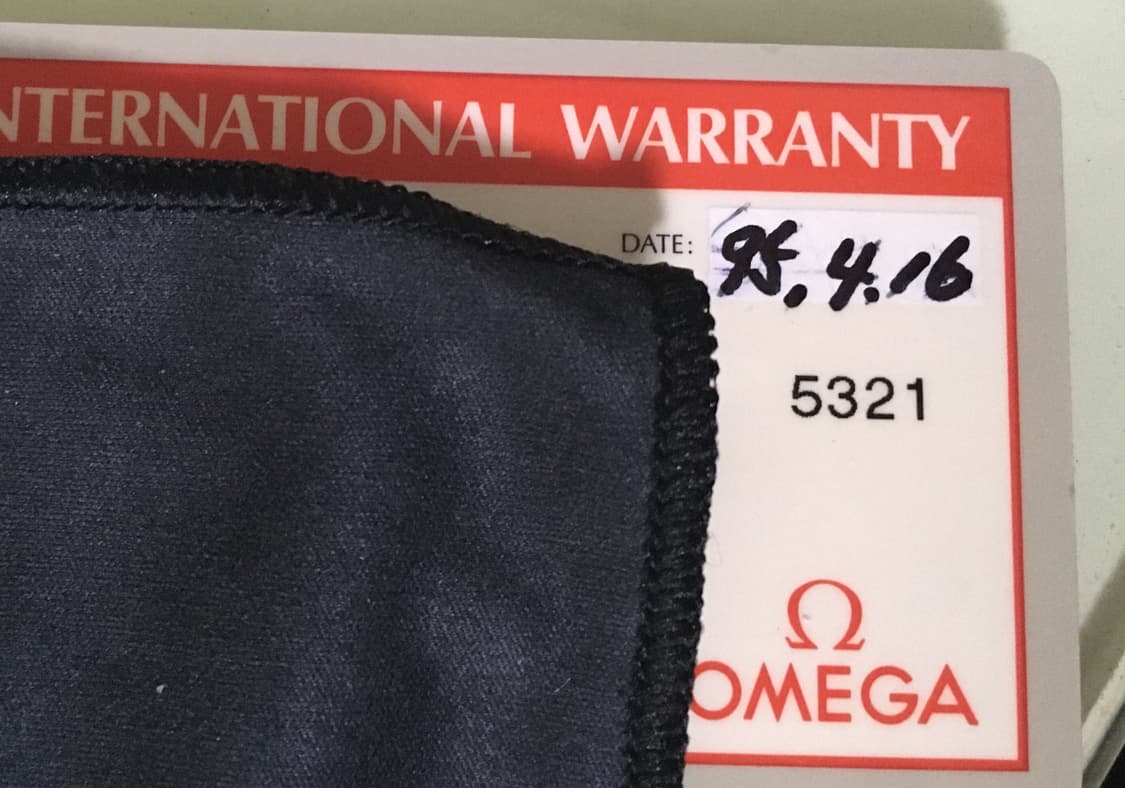 NTERNATIONAL WARRANTY
DATE: 95.4.16
5321
Ω
OMEGA